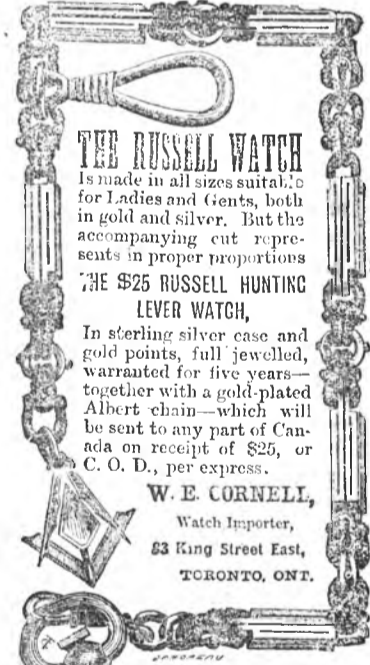 THE RUSSELL WATCH
Is made in all sizes suitable
for Ladies and Gents, both
in gold and silver. But the
accompanying cut repre-
sents in proper proportions
THE $25 RUSSELL HUNTING
LEVER WATCH,
In sterling silver case and
gold points, full jewelled,
warranted for five years—
together with a gold-plated
Albert chain—which will
be sent to any part of Can-
ada on receipt of $25, or
C. O. D., per express.
W. E. CORNELL,
Watch Importer,
83 King Street East,
TORONTO, ONT.